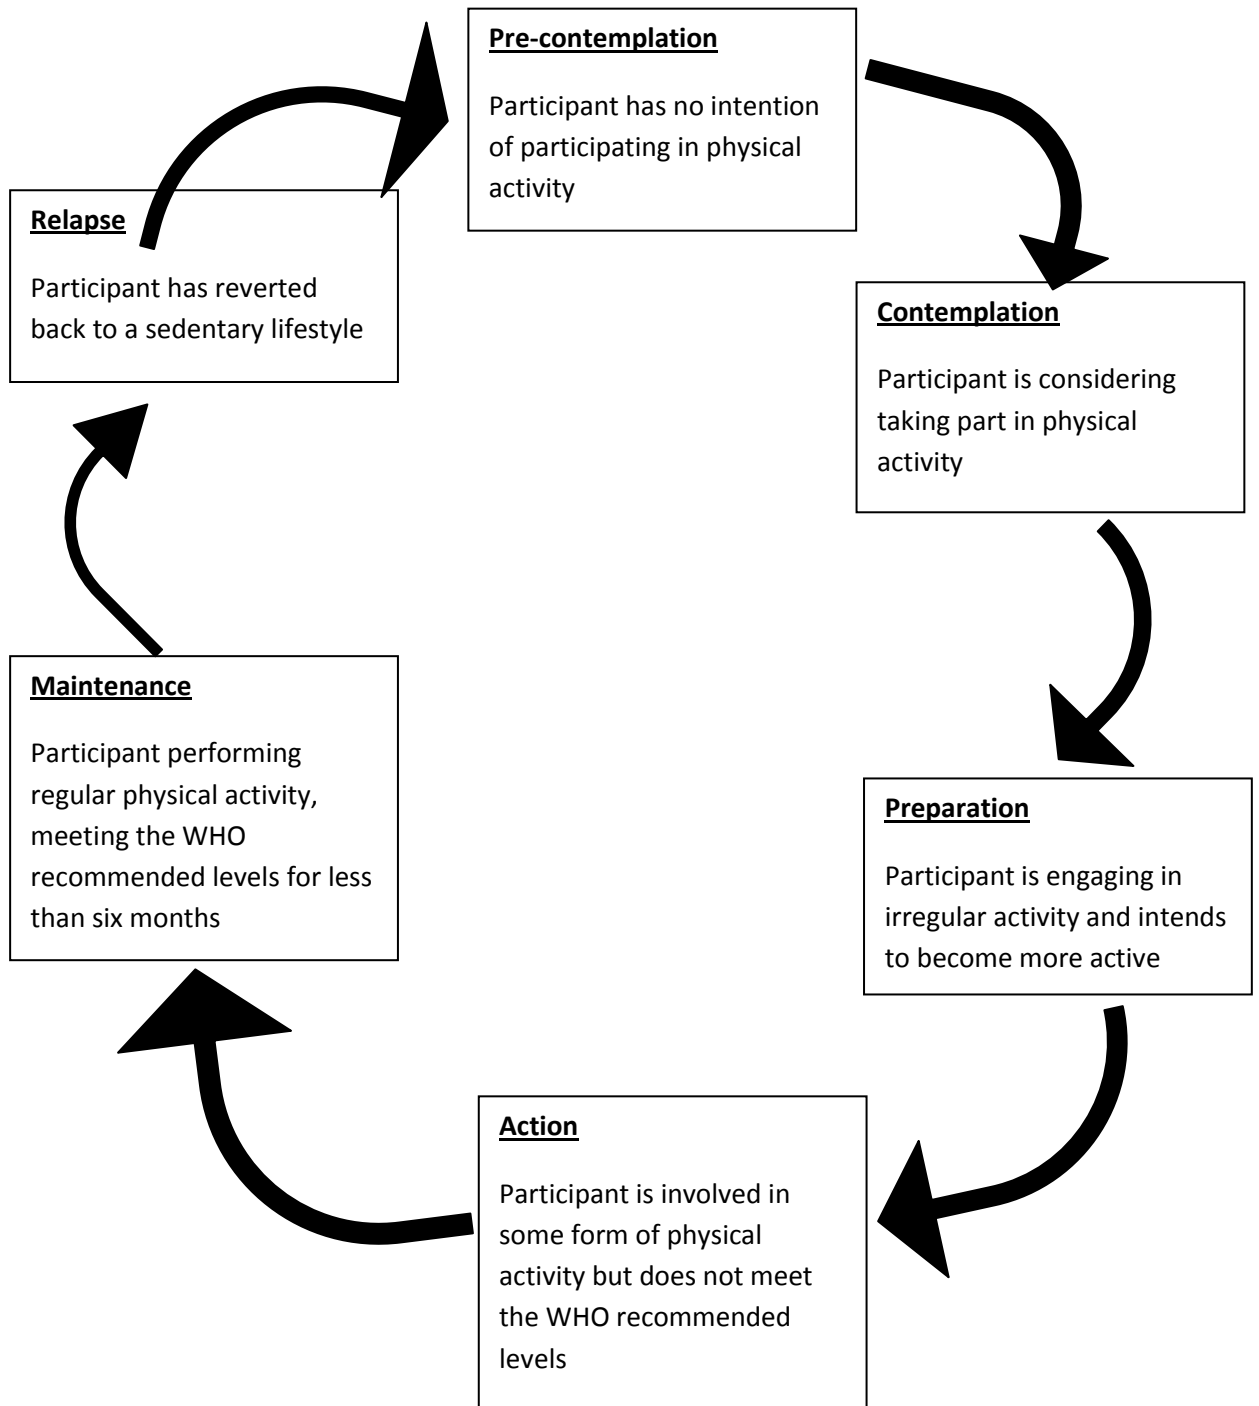 Pre-contemplation
Participant has no intention
of participating in physical
activity
Contemplation
Participant is considering
taking part in physical
activity
Preparation
Participant is engaging in
irregular activity and intends
to become more active
Action
Participant is involved in
some form of physical
activity but does not meet
the WHO recommended
levels
Maintenance
Participant performing
regular physical activity,
meeting the WHO
recommended levels for less
than six months
Relapse
Participant has reverted
back to a sedentary lifestyle